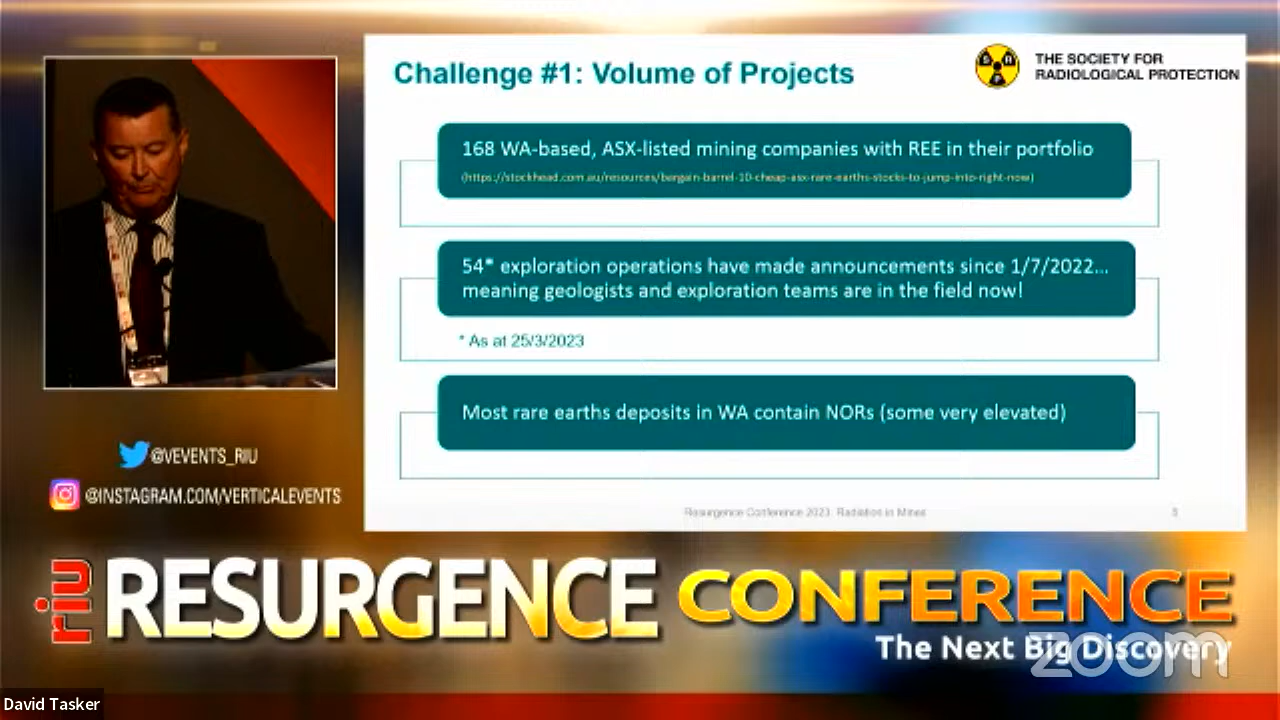 Challenge #1: Volume of Projects
THE SOCIETY FOR
RADIOLOGICAL PROTECTION
168 WA-based, ASX-listed mining companies with REE in their portfolio
(https://stockhead.com.au/resources/bargain-barrel-10-cheap-asx-rare-earths-stocks-to-jump-into-right-now)
54* exploration operations have made announcements since 1/7/2022...
meaning geologists and exploration teams are in the field now!
* As at 25/3/2023
Most rare earths deposits in WA contain NORs (some very elevated)
Resurgence Conference 2023. Radiation in Mines
@VEVENTS_RIU
@INSTAGRAM.COM/VERTICALEVENTS
riu RESURGENCE CONFERENCE
The Next Big Discovery
zoom
David Tasker